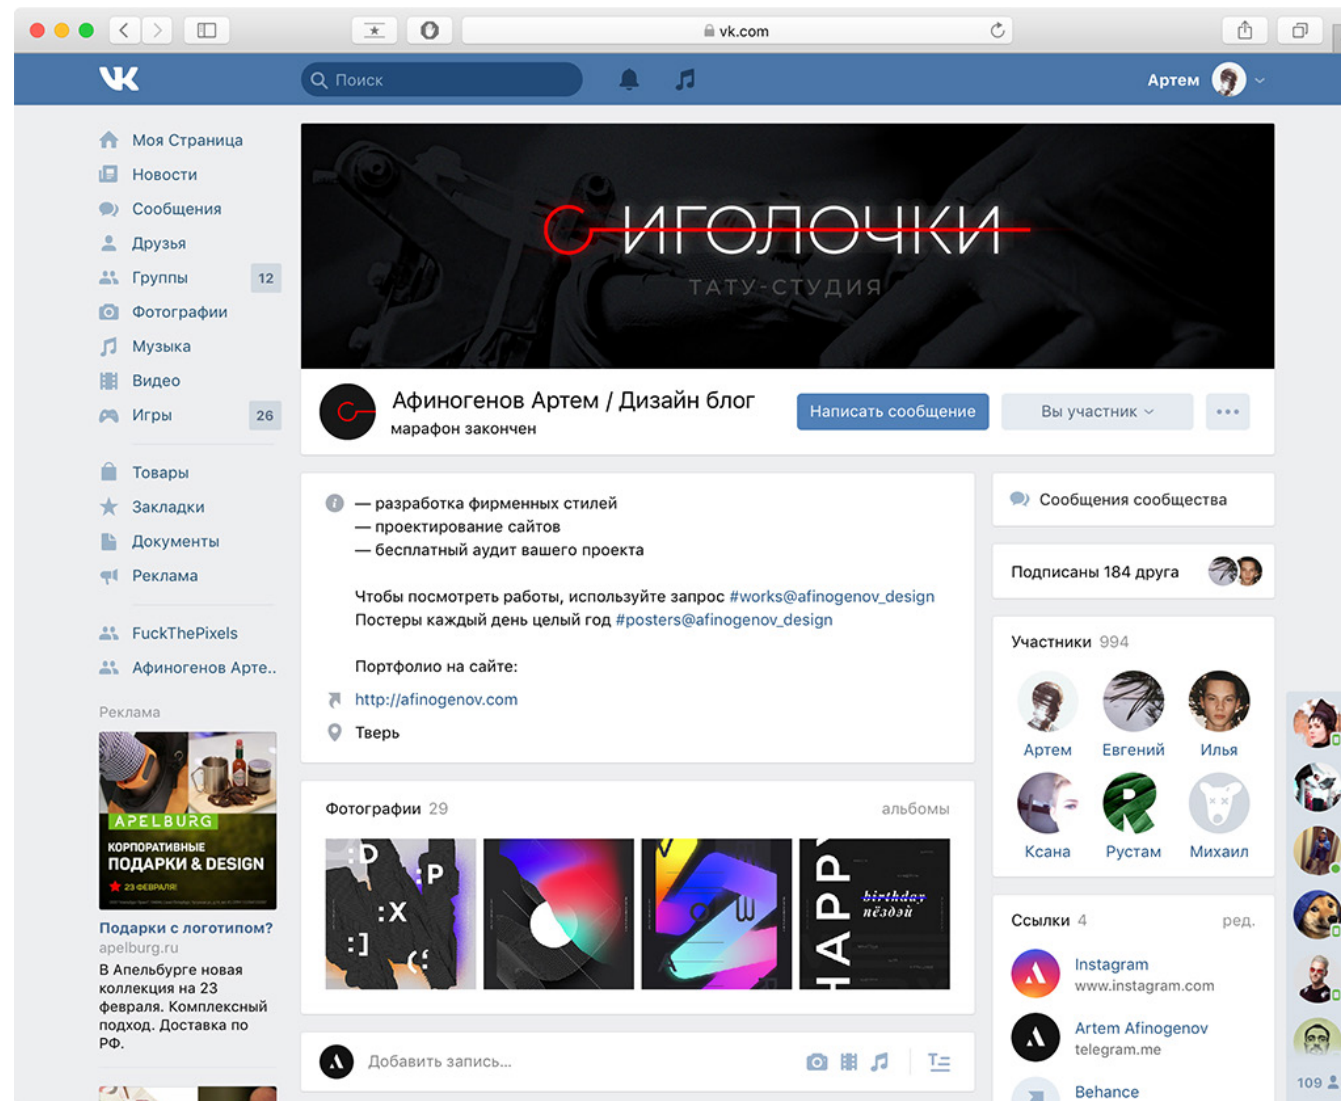 vk.com
Поиск
Артем
Моя Страница
Новости
Сообщения
Друзья
Группы 12
Фотографии
Музыка
Видео
Игры 26
Товары
Закладки
Документы
Реклама
FuckThePixels
Афиногенов Арте..
Реклама
APELBURG
КОРПОРАТИВНЫЕ
ПОДАРКИ & DESIGN
23 ФЕВРАЛЯ!
Подарки с логотипом?
apelburg.ru
В Апельбурге новая
коллекция на 23
февраля. Комплексный
подход. Доставка по
РФ.
С ИГОЛОЧКИ
ТАТУ-СТУДИЯ
Афиногенов Артем / Дизайн блог
марафон закончен
Написать сообщение
Вы участник
— разработка фирменных стилей
— проектирование сайтов
— бесплатный аудит вашего проекта
Чтобы посмотреть работы, используйте запрос #works@afinogenov_design
Постеры каждый день целый год #posters@afinogenov_design
Портфолио на сайте:
http://afinogenov.com
Тверь
Фотографии 29
альбомы
:D
:P
:X
:]
HAPPY
birthday
нёздэй
Добавить запись...
Сообщения сообщества
Подписаны 184 друга
Участники 994
Артем Евгений Илья
Ксана Рустам Михаил
Ссылки 4
ред.
Instagram
www.instagram.com
Artem Afinogenov
telegram.me
Behance
109